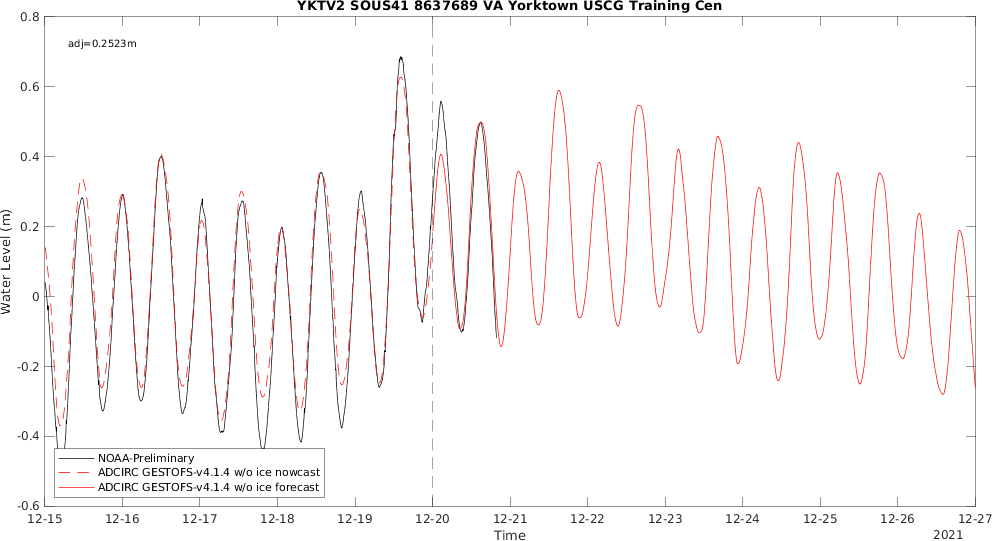 YKTV2 SOUS41 8637689 VA Yorktown USCG Training Cen
adj=0.2523m
0.8
0.6
0.4
0.2
0
-0.2
-0.4
-0.6
Water Level (m)
NOAA-Preliminary
ADCIRC GESTOFS-v4.1.4 w/o ice nowcast
ADCIRC GESTOFS-v4.1.4 w/o ice forecast
12-15 12-16 12-17 12-18 12-19 12-20 12-21 12-22 12-23 12-24 12-25 12-26 12-27
Time
2021